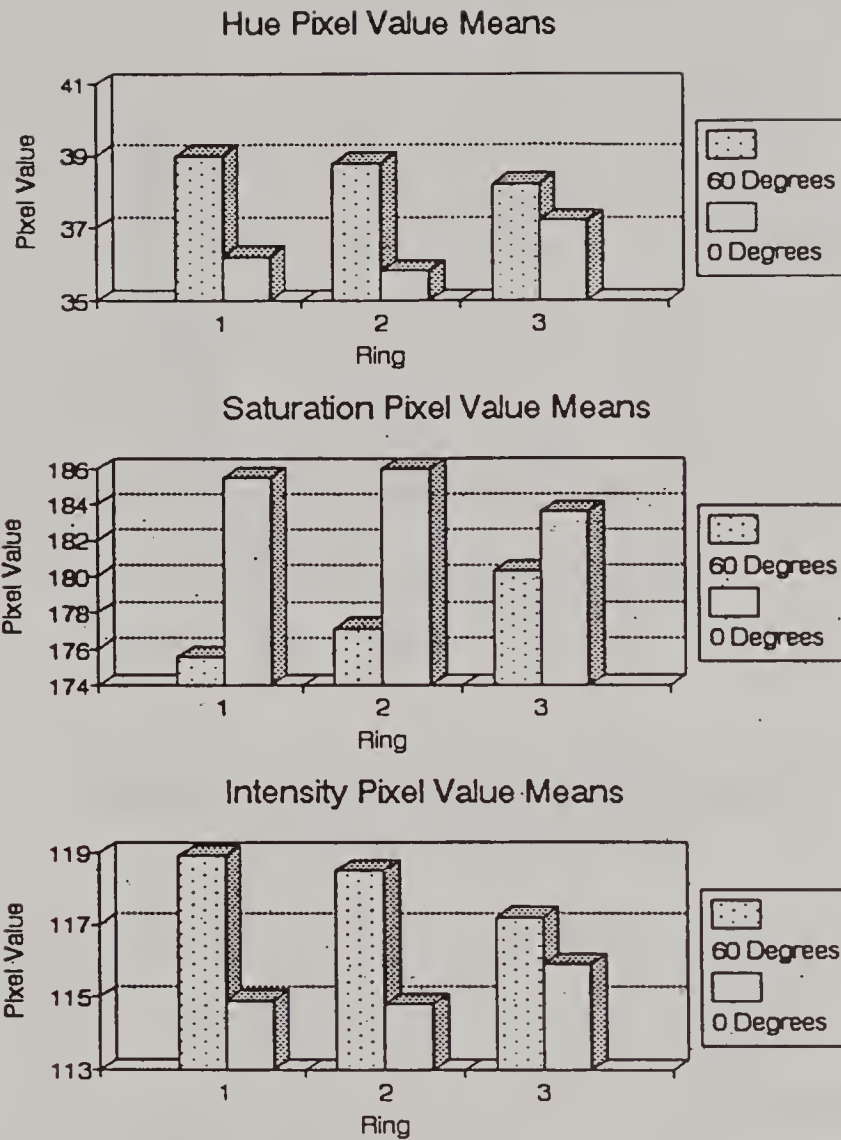 Hue Pixel Value Means
41
39
37
35
Pixel Value
1 2 3
Ring
60 Degrees
0 Degrees
Saturation Pixel Value Means
186
184
182
180
178
176
174
Pixel Value
1 2 3
Ring
60 Degrees
0 Degrees
Intensity Pixel Value Means
119
117
115
113
Pixel Value
1 2 3
Ring
60 Degrees
0 Degrees